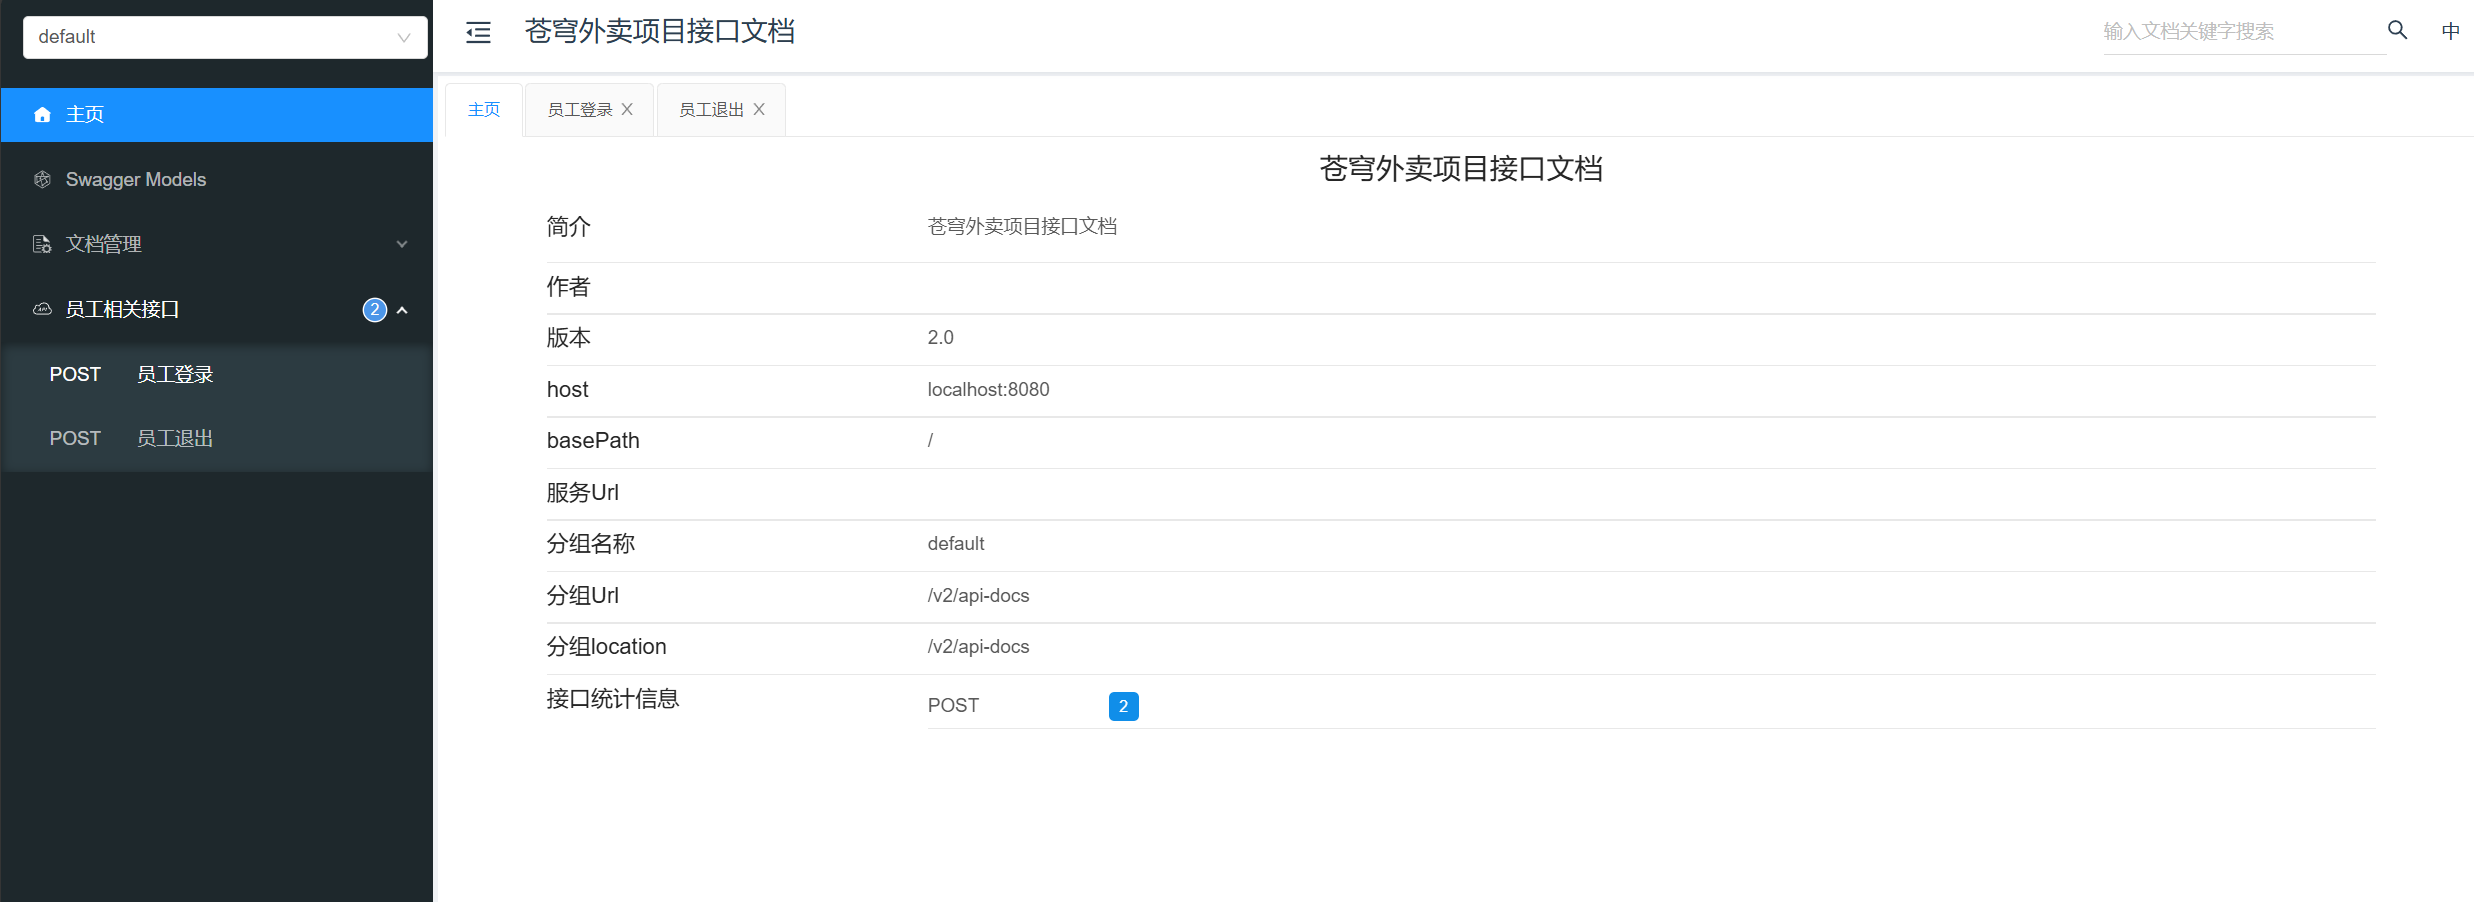 default
主页
Swagger Models
文档管理
员工相关接口 2
POST 员工登录
POST 员工退出
苍穹外卖项目接口文档
输入文档关键字搜索
中
主页 员工登录 员工退出
苍穹外卖项目接口文档
简介 苍穹外卖项目接口文档
作者
版本 2.0
host localhost:8080
basePath /
服务Url
分组名称 default
分组Url /v2/api-docs
分组location /v2/api-docs
接口统计信息 POST 2